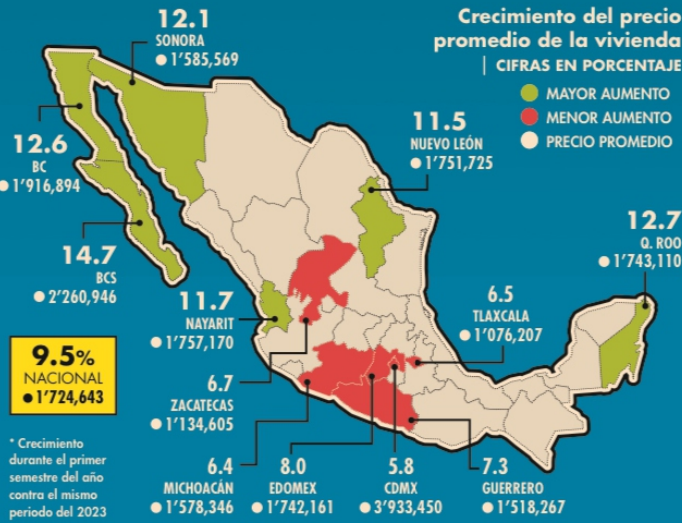 Crecimiento del precio
promedio de la vivienda
| CIFRAS EN PORCENTAJE
MAYOR AUMENTO
MENOR AUMENTO
PRECIO PROMEDIO
12.1
SONORA
1'585,569
12.6
BC
1'916,894
14.7
BCS
2'260,946
11.5
NUEVO LEÓN
1'751,725
12.7
Q. ROO
1'743,110
11.7
NAYARIT
1'757,170
6.5
TLAXCALA
1'076,207
6.7
ZACATECAS
1'134,605
6.4
MICHOACÁN
1'578,346
8.0
EDOMEX
1'742,161
5.8
CDMX
3'933,450
7.3
GUERRERO
1'518,267
9.5%
NACIONAL
1'724,643
* Crecimiento
durante el primer
semestre del año
contra el mismo
periodo del 2023